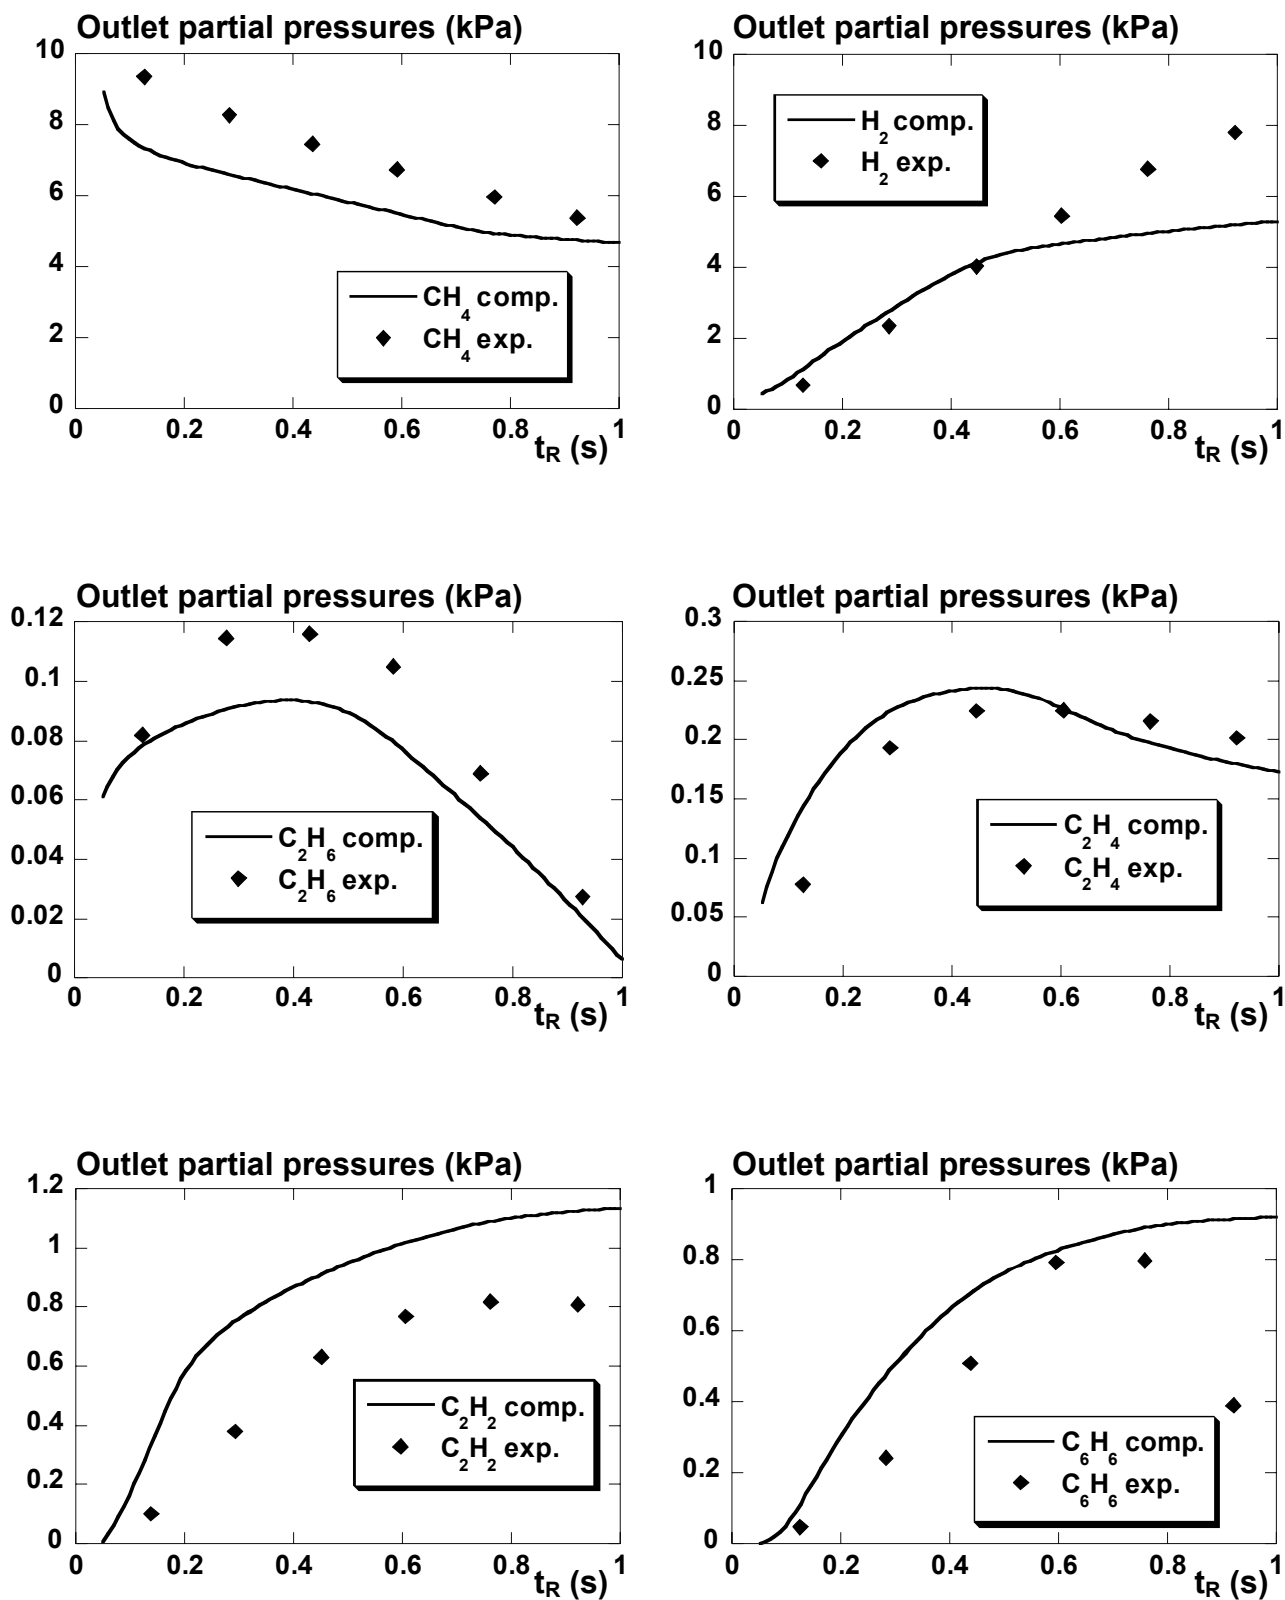 Outlet partial pressures (kPa)
10
8
6
4
2
0
CH4 comp.
CH4 exp.
0 0.2 0.4 0.6 0.8 1
tR (s)
Outlet partial pressures (kPa)
10
8
6
4
2
0
H2 comp.
H2 exp.
0 0.2 0.4 0.6 0.8 1
tR (s)
Outlet partial pressures (kPa)
0.12
0.1
0.08
0.06
0.04
0.02
0
C2H6 comp.
C2H6 exp.
0 0.2 0.4 0.6 0.8 1
tR (s)
Outlet partial pressures (kPa)
0.3
0.25
0.2
0.15
0.1
0.05
0
C2H4 comp.
C2H4 exp.
0 0.2 0.4 0.6 0.8 1
tR (s)
Outlet partial pressures (kPa)
1.2
1
0.8
0.6
0.4
0.2
0
C2H2 comp.
C2H2 exp.
0 0.2 0.4 0.6 0.8 1
tR (s)
Outlet partial pressures (kPa)
1
0.8
0.6
0.4
0.2
0
C6H6 comp.
C6H6 exp.
0 0.2 0.4 0.6 0.8 1
tR (s)